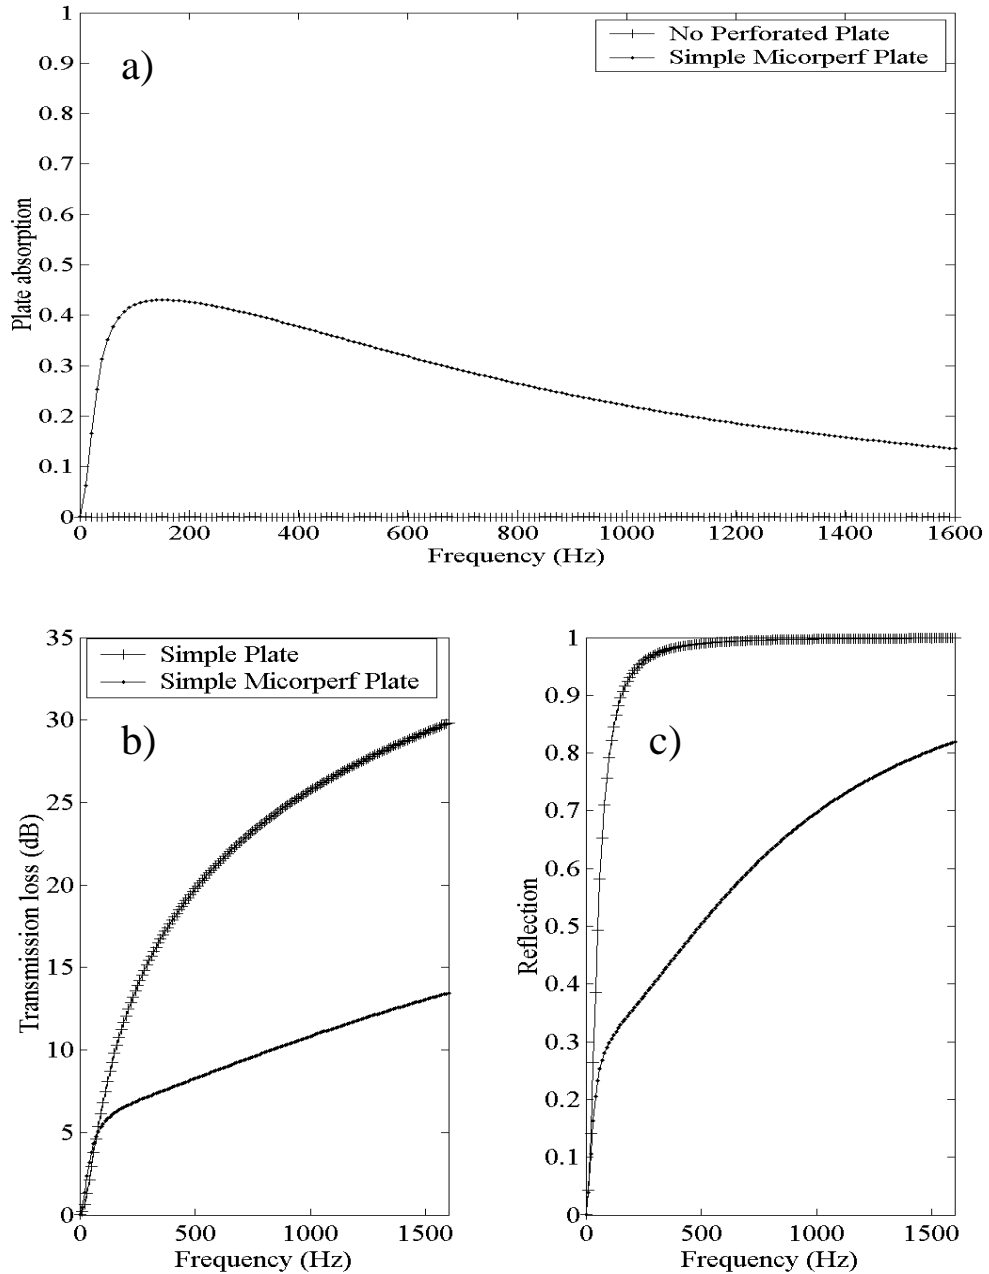 1
0.9
0.8
0.7
0.6
0.5
0.4
0.3
0.2
0.1
0
Plate absorption
a)
No Perforated Plate
Simple Micorperf Plate
0 200 400 600 800 1000 1200 1400 1600
Frequency (Hz)
35
30
25
20
15
10
5
0
Transmission loss (dB)
Simple Plate
Simple Micorperf Plate
b)
0 500 1000 1500
Frequency (Hz)
1
0.9
0.8
0.7
0.6
0.5
0.4
0.3
0.2
0.1
0
Reflection
c)
0 500 1000 1500
Frequency (Hz)